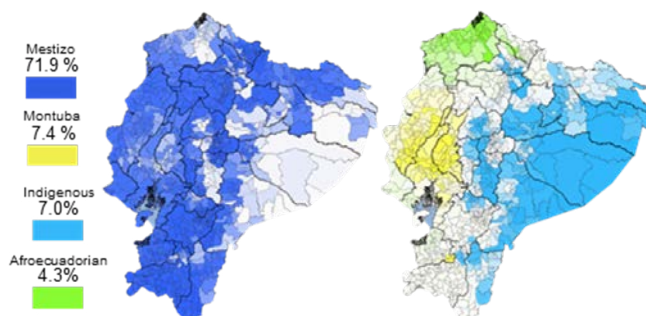 Mestizo
71.9 %
Montuba
7.4 %
Indigenous
7.0%
Afroecuadorian
4.3%